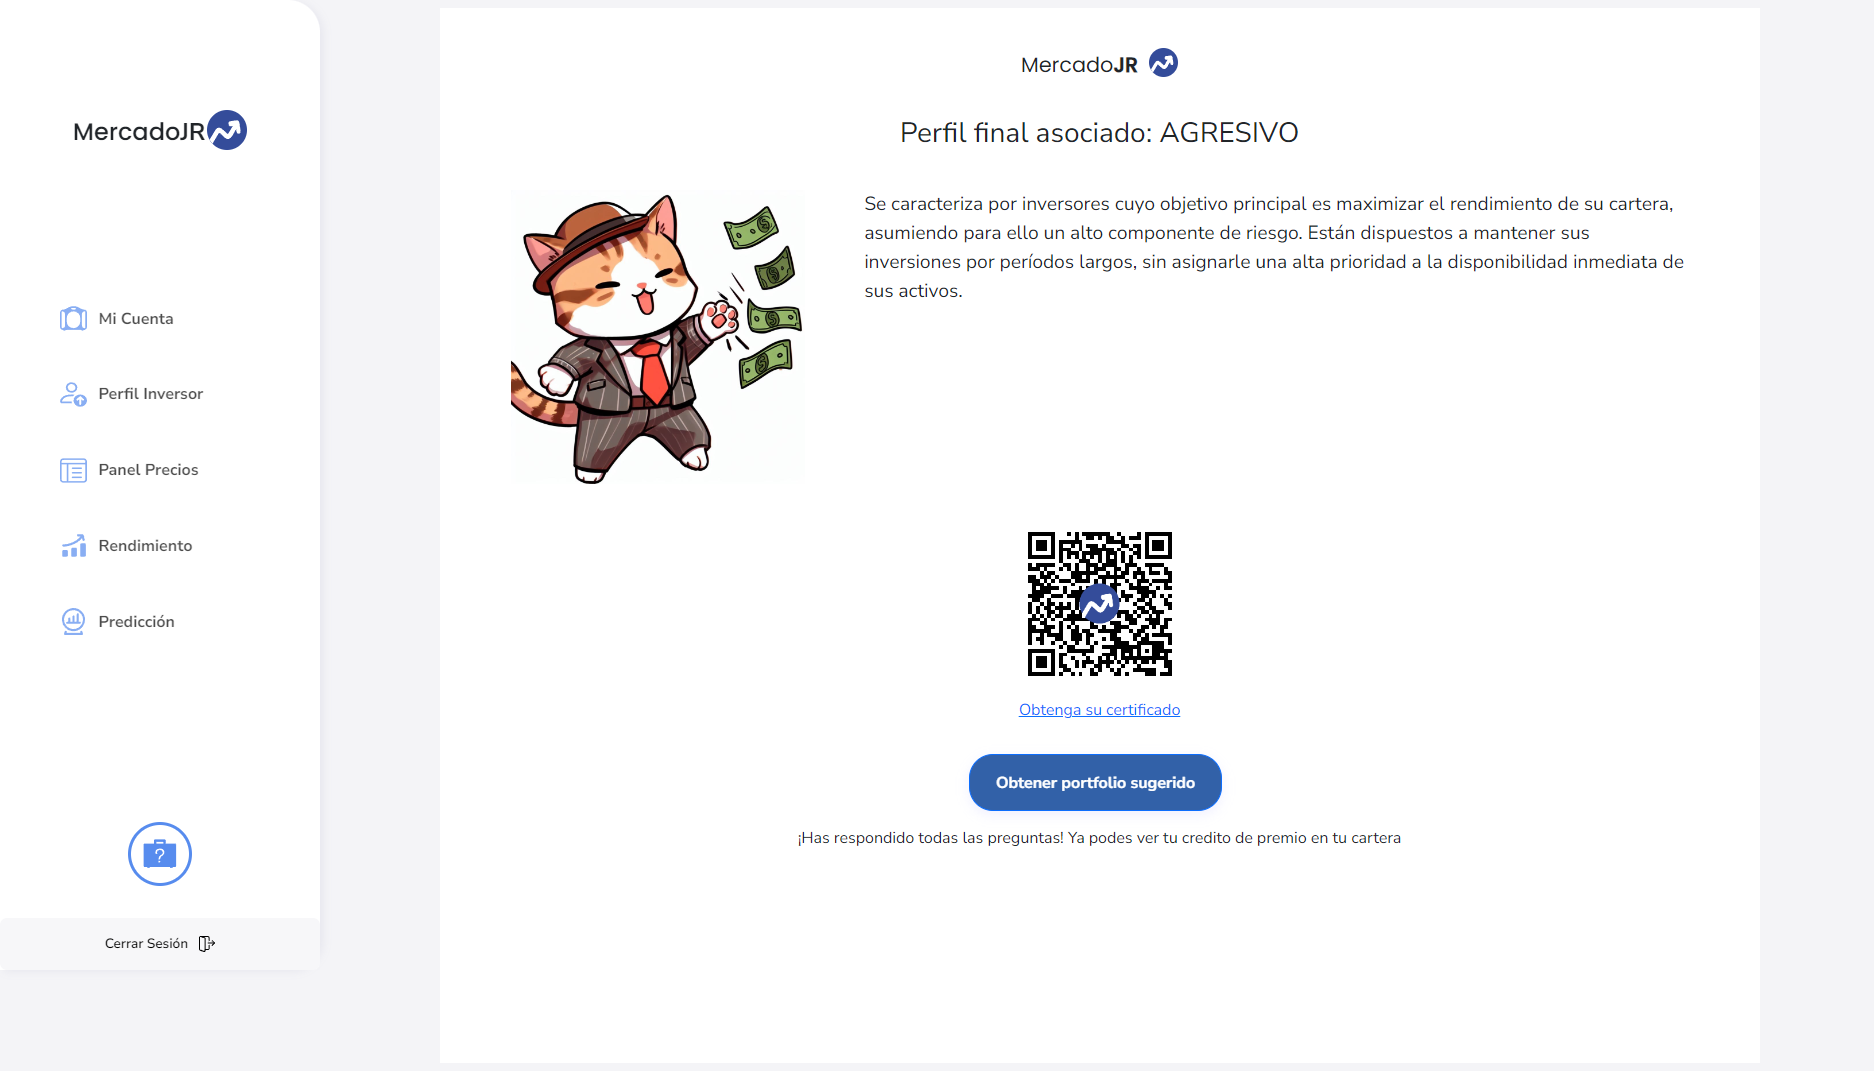 MercadoJR
Mi Cuenta
Perfil Inversor
Panel Precios
Rendimiento
Predicción
?
Cerrar Sesión
MercadoJR
Perfil final asociado: AGRESIVO
Se caracteriza por inversores cuyo objetivo principal es maximizar el rendimiento de su cartera,
asumiendo para ello un alto componente de riesgo. Están dispuestos a mantener sus
inversiones por períodos largos, sin asignarle una alta prioridad a la disponibilidad inmediata de
sus activos.
Obtenga su certificado
Obtener portfolio sugerido
¡Has respondido todas las preguntas! Ya podes ver tu credito de premio en tu cartera